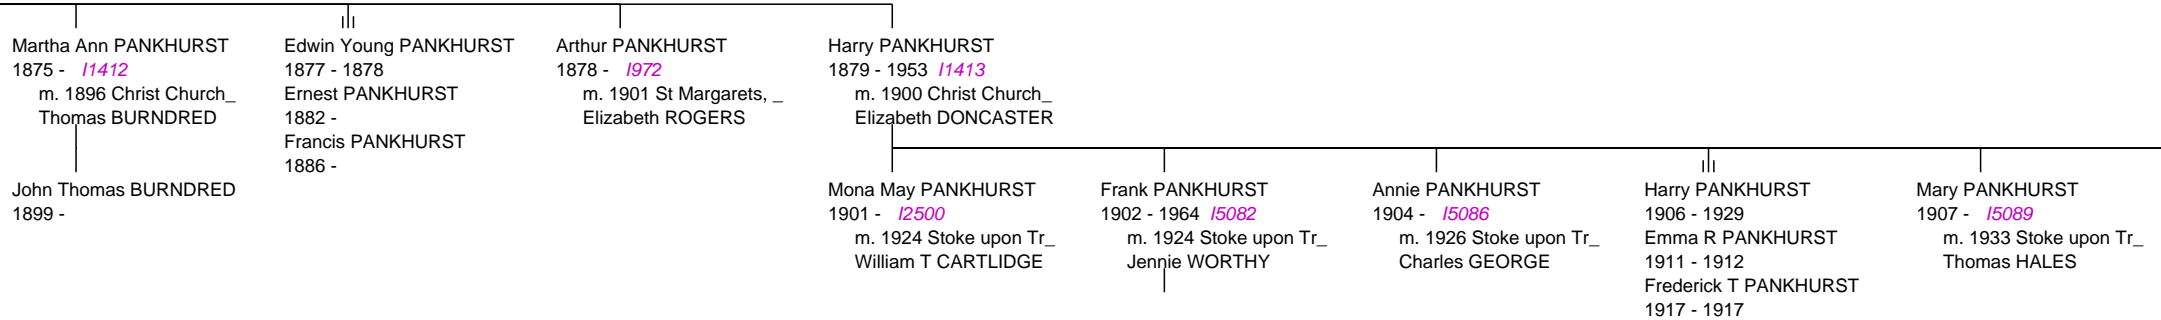 Martha Ann PANKHURST
1875 - I1412
m. 1896 Christ Church_
Thomas BURNDRED
Edwin Young PANKHURST
1877 - 1878
Ernest PANKHURST
1882 -
Francis PANKHURST
1886 -
Arthur PANKHURST
1878 - I972
m. 1901 St Margarets, _
Elizabeth ROGERS
Harry PANKHURST
1879 - 1953 I1413
m. 1900 Christ Church_
Elizabeth DONCASTER
John Thomas BURNDRED
1899 -
Mona May PANKHURST
1901 - I2500
m. 1924 Stoke upon Tr_
William T CARTLIDGE
Frank PANKHURST
1902 - 1964 I5082
m. 1924 Stoke upon Tr_
Jennie WORTHY
Annie PANKHURST
1904 - I5086
m. 1926 Stoke upon Tr_
Charles GEORGE
Harry PANKHURST
1906 - 1929
Emma R PANKHURST
1911 - 1912
Frederick T PANKHURST
1917 - 1917
Mary PANKHURST
1907 - I5089
m. 1933 Stoke upon Tr_
Thomas HALES